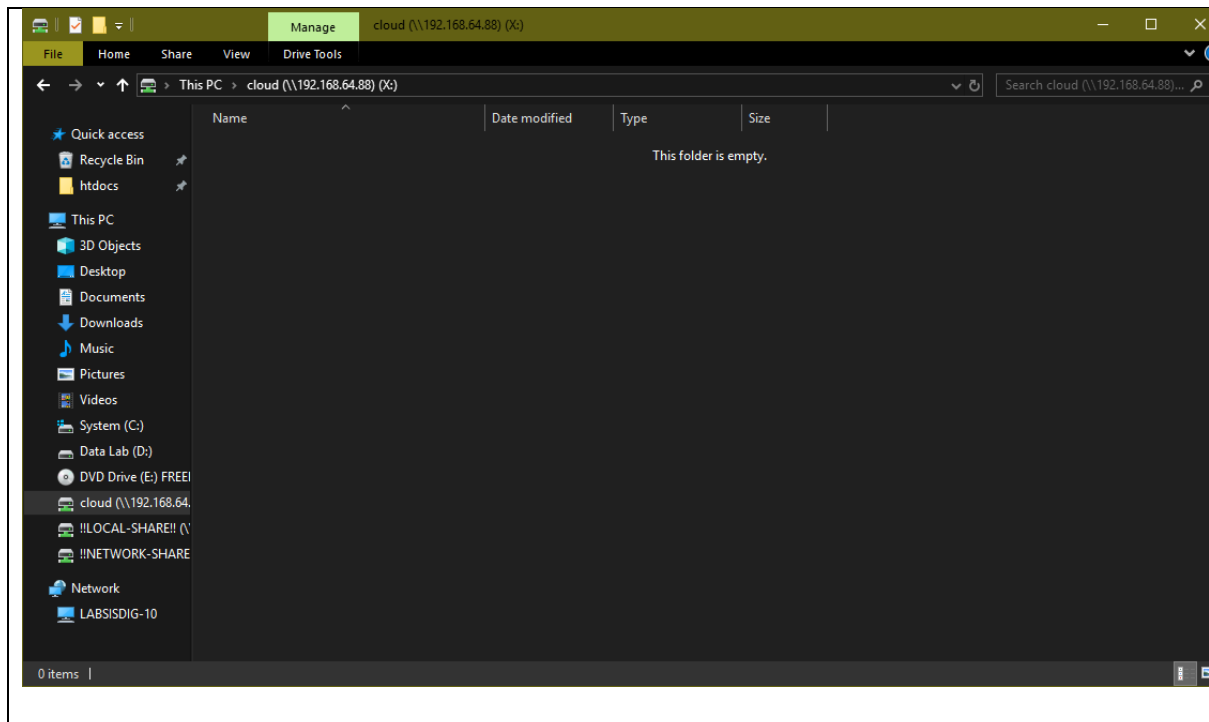 Manage cloud (\\192.168.64.88) (X:)
File Home Share View Drive Tools
This PC > cloud (\\192.168.64.88) (X:) Search cloud (\\192.168.64.88)...
Name Date modified Type Size
This folder is empty.
Quick access
Recycle Bin
htdocs
This PC
3D Objects
Desktop
Documents
Downloads
Music
Pictures
Videos
System (C:)
Data Lab (D:)
DVD Drive (E:) FREE
cloud (\\192.168.64.
!!LOCAL-SHARE!! (\
!!NETWORK-SHARE
Network
LABSISDIG-10
0 items